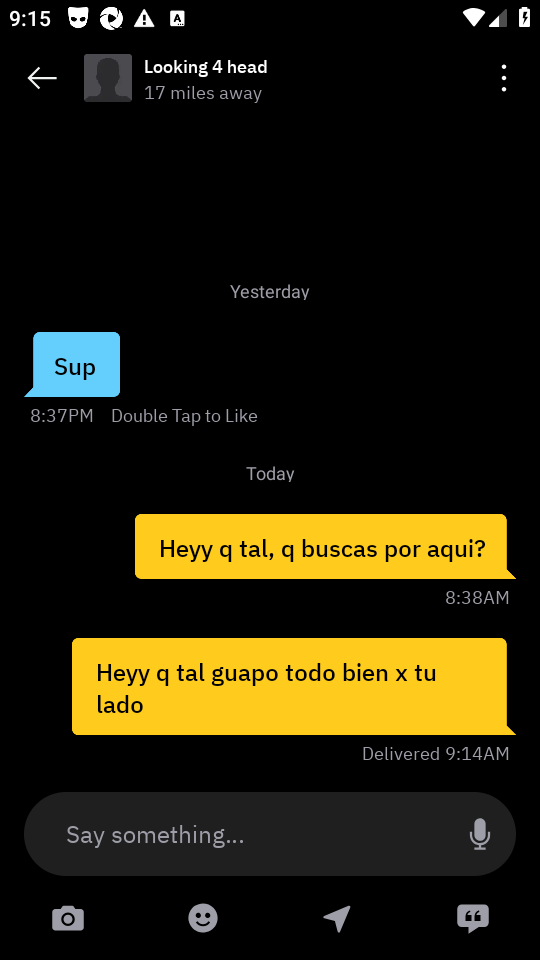 9:15
Looking 4 head
17 miles away
Yesterday
Sup
8:37PM Double Tap to Like
Today
Heyy q tal, q buscas por aqui?
8:38AM
Heyy q tal guapo todo bien x tu
lado
Delivered 9:14AM
Say something...